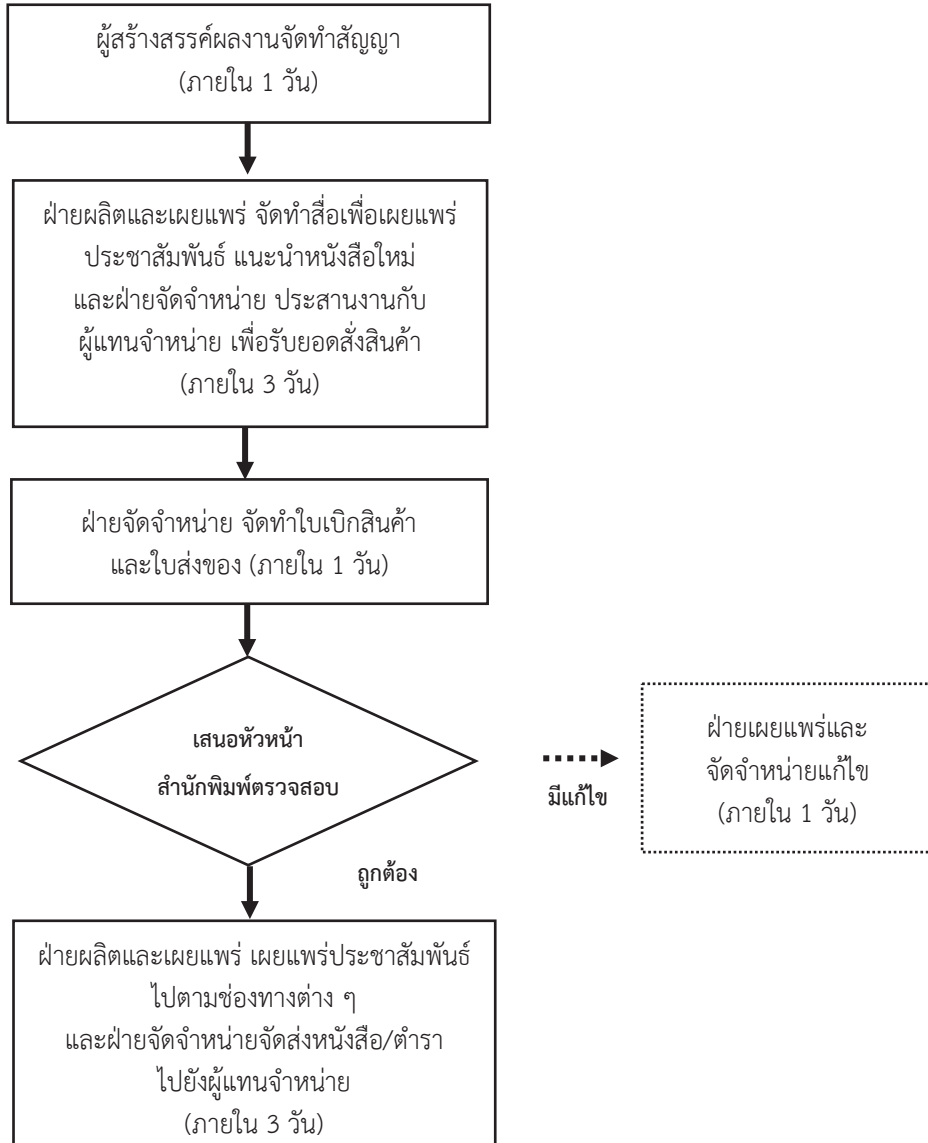 ผู้สร้างสรรค์ผลงานจัดทำสัญญา
(ภายใน 1 วัน)
ฝ่ายผลิตและเผยแพร่ จัดทำสื่อเพื่อเผยแพร่
ประชาสัมพันธ์ แนะนำหนังสือใหม่
และฝ่ายจัดจำหน่าย ประสานงานกับ
ผู้แทนจำหน่าย เพื่อรับยอดสั่งสินค้า
(ภายใน 3 วัน)
ฝ่ายจัดจำหน่าย จัดทำใบเบิกสินค้า
และใบส่งของ (ภายใน 1 วัน)
เสนอหัวหน้า
สำนักพิมพ์ตรวจสอบ
มีแก้ไข
ฝ่ายเผยแพร่และ
จัดจำหน่ายแก้ไข
(ภายใน 1 วัน)
ถูกต้อง
ฝ่ายผลิตและเผยแพร่ เผยแพร่ประชาสัมพันธ์
ไปตามช่องทางต่าง ๆ
และฝ่ายจัดจำหน่ายจัดส่งหนังสือ/ตำรา
ไปยังผู้แทนจำหน่าย
(ภายใน 3 วัน)